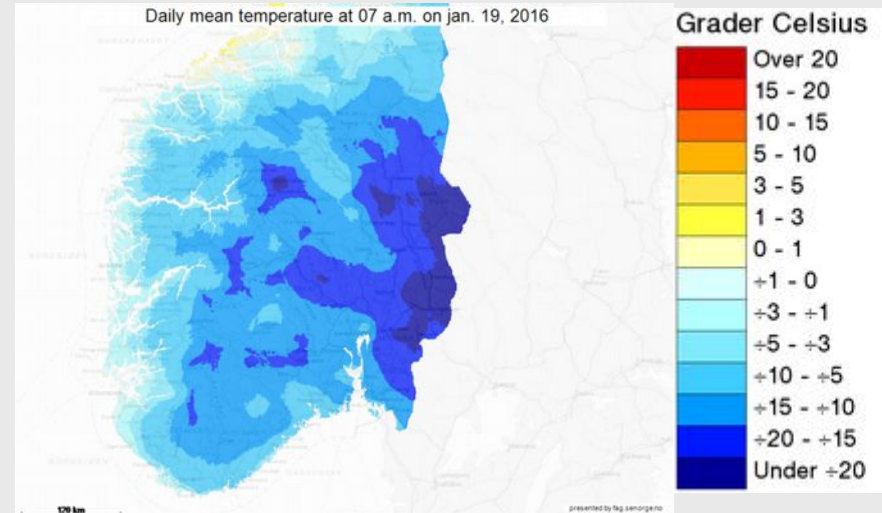 Daily mean temperature at 07 a.m. on jan. 19, 2016
Grader Celsius
Over 20
15 - 20
10 - 15
5 - 10
3 - 5
1 - 3
0 - 1
÷1 - 0
÷3 - ÷1
÷5 - ÷3
÷10 - ÷5
÷15 - ÷10
÷20 - ÷15
Under ÷20
120 km
presented by fag.senorge.no